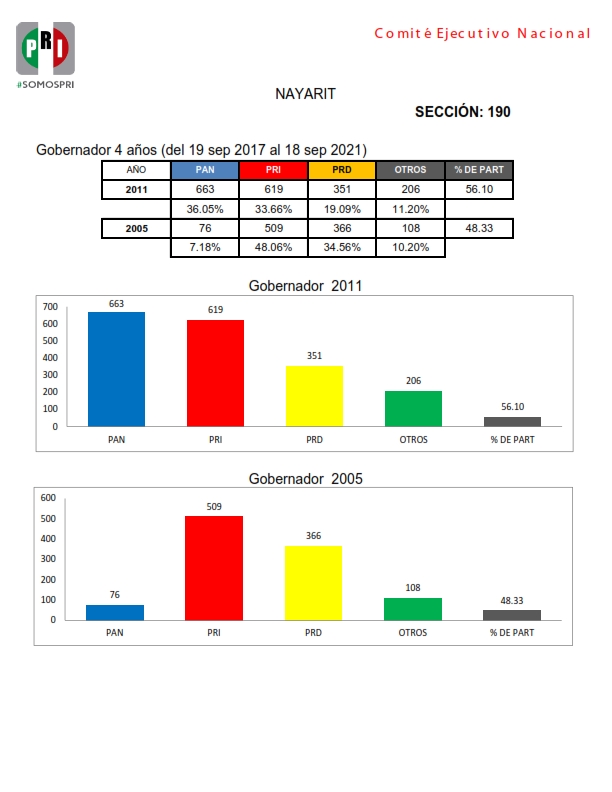 Comité Ejecutivo Nacional
PRI
#SOMOSPRI
NAYARIT
SECCIÓN: 190
Gobernador 4 años (del 19 sep 2017 al 18 sep 2021)
AÑO PAN PRI PRD OTROS % DE PART
2011 663 619 351 206 56.10
36.05% 33.66% 19.09% 11.20%
2005 76 509 366 108 48.33
7.18% 48.06% 34.56% 10.20%
Gobernador 2011
700
600
500
400
300
200
100
0
663
619
351
206
56.10
PAN PRI PRD OTROS % DE PART
Gobernador 2005
600
500
400
300
200
100
0
76
509
366
108
48.33
PAN PRI PRD OTROS % DE PART